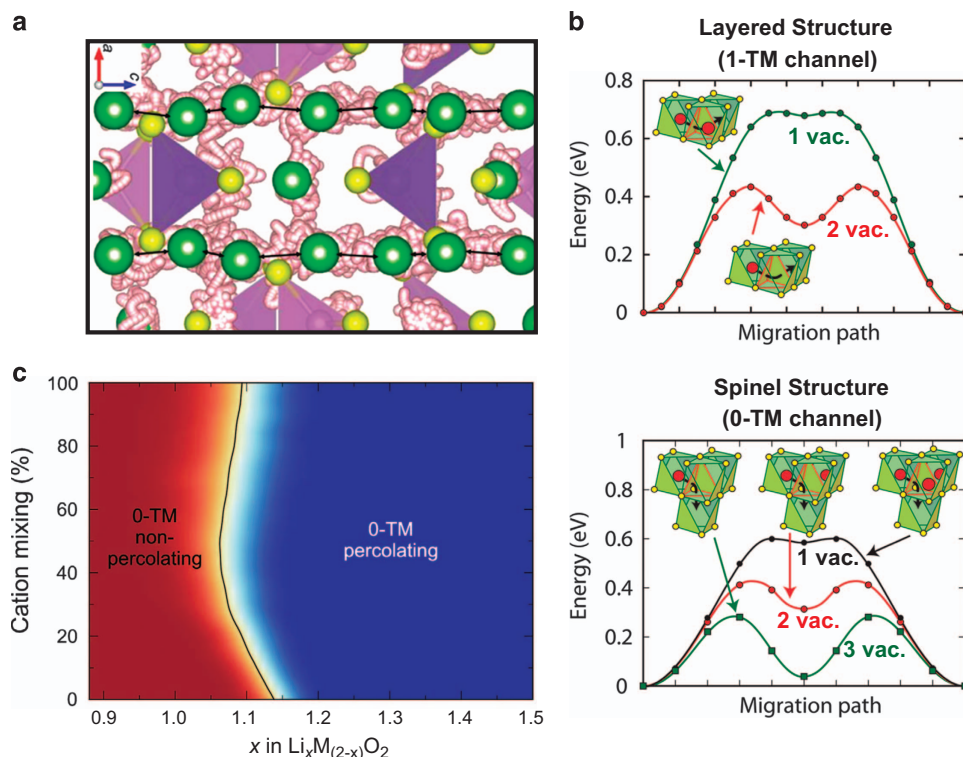 a
a
c
b
Layered Structure
(1-TM channel)
0.8
0.6
0.4
0.2
0
Energy (eV)
1 vac.
2 vac.
Migration path
c
100
80
60
40
20
0
Cation mixing (%)
0-TM
non-
percolating
0-TM
percolating
0.9 1.0 1.1 1.2 1.3 1.4 1.5
x in LiₓM₍₂₋ₓ₎O₂
Spinel Structure
(0-TM channel)
1
0.8
0.6
0.4
0.2
0
Energy (eV)
1 vac.
2 vac.
3 vac.
Migration path